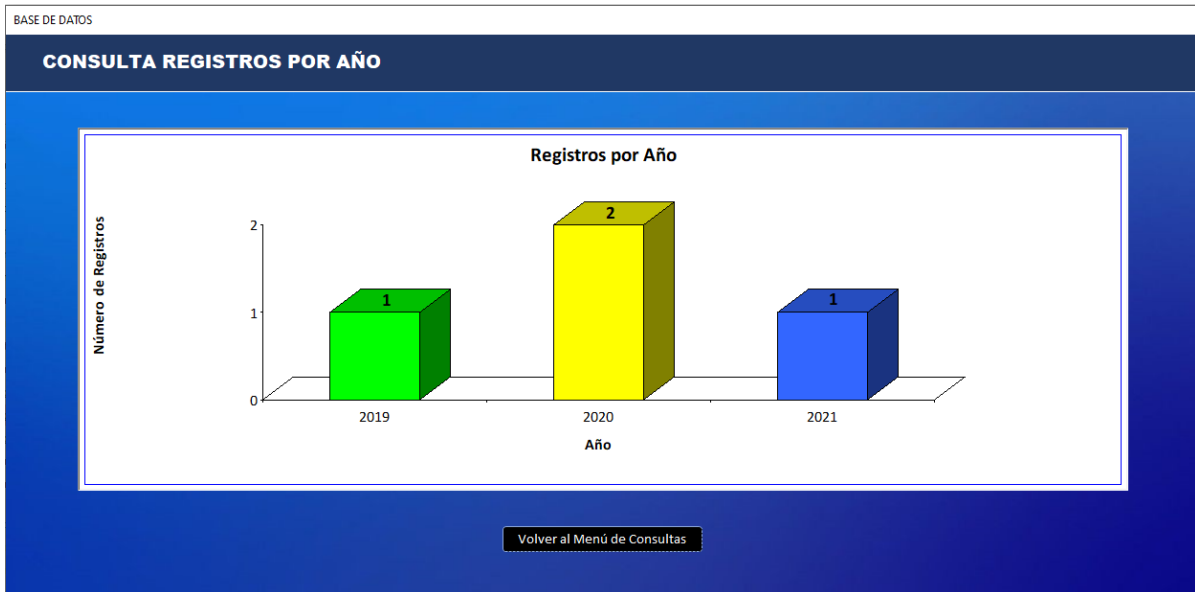 BASE DE DATOS
CONSULTA REGISTROS POR AÑO
Registros por Año
Número de Registros
2
1
0
1
2
1
2019
2020
2021
Año
Volver al Menú de Consultas